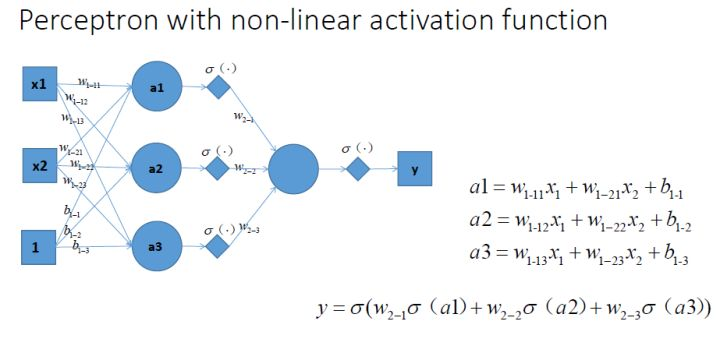 Perceptron with non-linear activation function
x1
x2
1
w₁₋₁₁
w₁₋₁₂
w₁₋₁₃
w₁₋₂₁
w₁₋₂₂
w₁₋₂₃
b₁₋₁
b₁₋₂
b₁₋₃
a1
a2
a3
σ (·)
σ (·)
σ (·)
w₂₋₁
w₂₋₂
w₂₋₃
σ (·)
y
a1 = w₁₋₁₁x₁ + w₁₋₂₁x₂ + b₁₋₁
a2 = w₁₋₁₂x₁ + w₁₋₂₂x₂ + b₁₋₂
a3 = w₁₋₁₃x₁ + w₁₋₂₃x₂ + b₁₋₃
y = σ(w₂₋₁σ (a1) + w₂₋₂σ (a2) + w₂₋₃σ (a3))